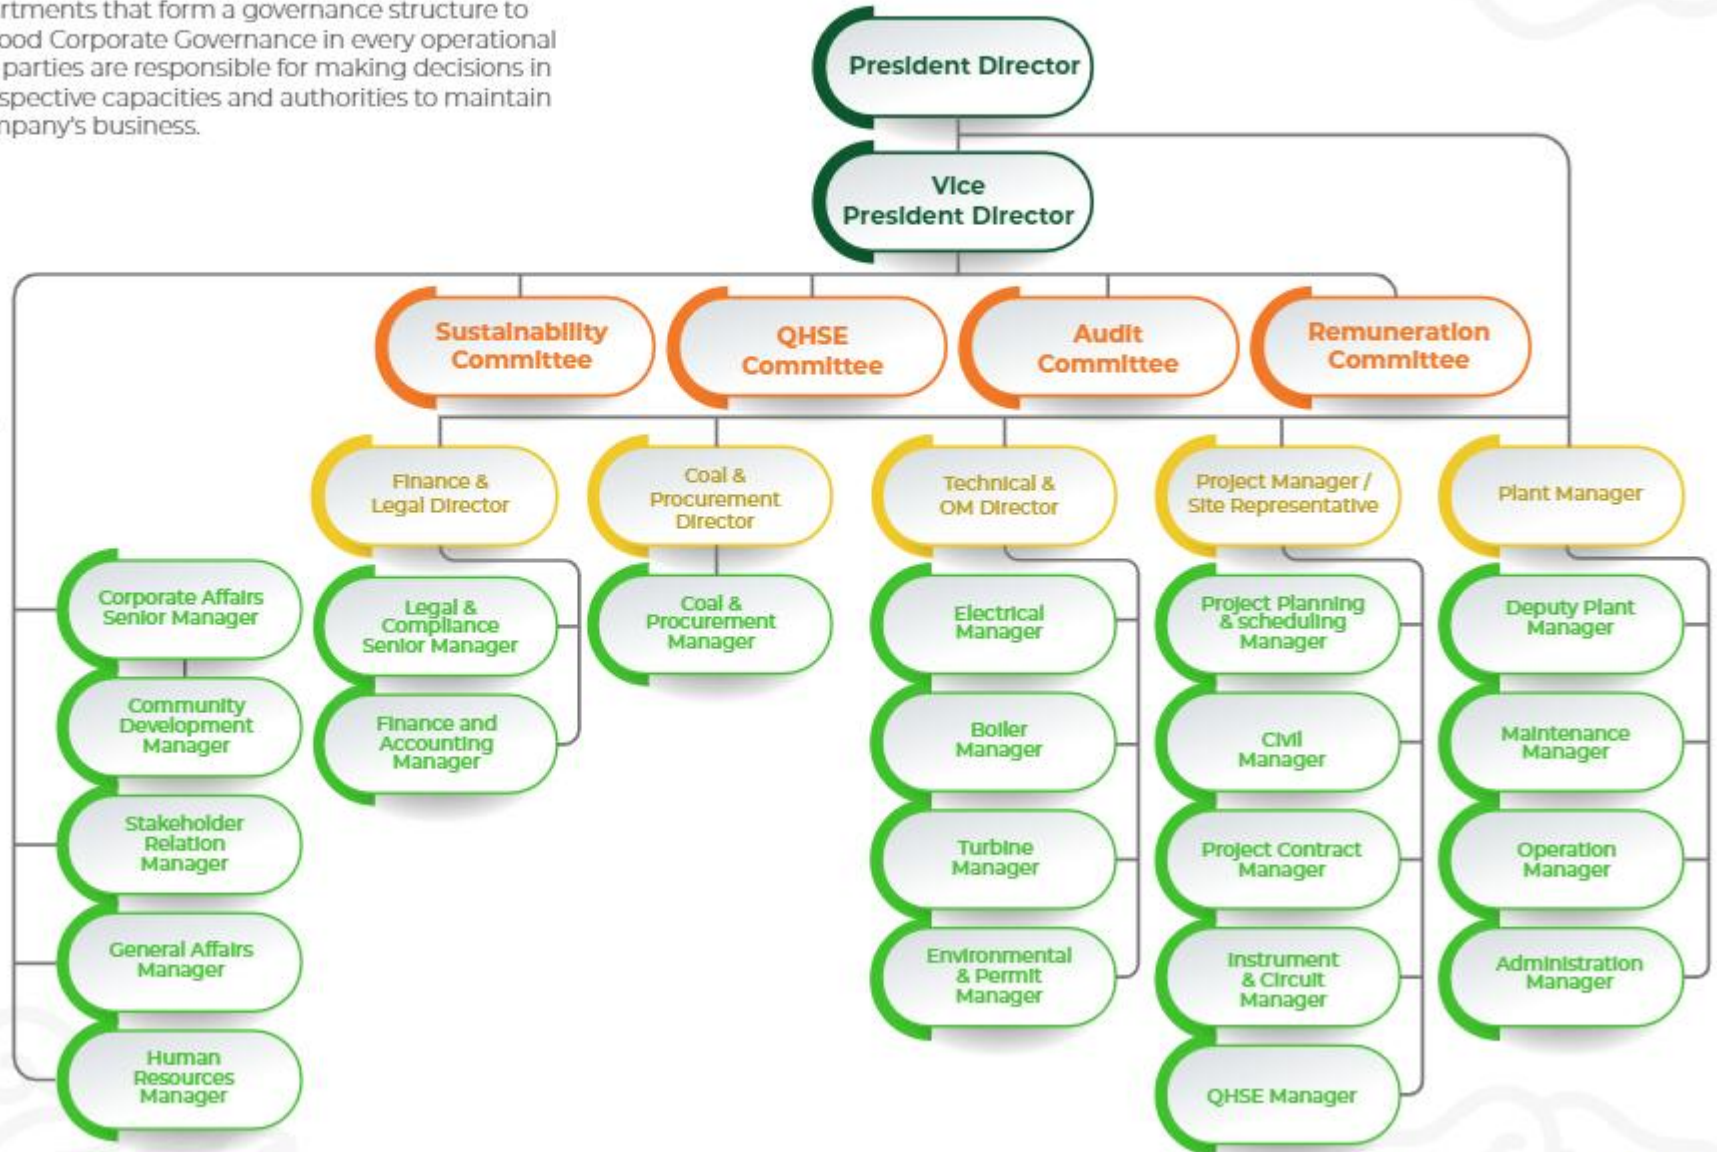 rtments that form a governance structure to
ood Corporate Governance in every operational
parties are responsible for making decisions in
spective capacities and authorities to maintain
mpany's business.
President Director
Vice
President Director
Sustainability
Committee
QHSE
Committee
Audit
Committee
Remuneration
Committee
Finance &
Legal Director
Coal &
Procurement
Director
Technical &
OM Director
Project Manager /
Site Representative
Plant Manager
Corporate Affairs
Senior Manager
Community
Development
Manager
Stakeholder
Relation
Manager
General Affairs
Manager
Human
Resources
Manager
Legal &
Compliance
Senior Manager
Finance and
Accounting
Manager
Coal &
Procurement
Manager
Electrical
Manager
Boiler
Manager
Turbine
Manager
Environmental
& Permit
Manager
Project Planning
& scheduling
Manager
Civil
Manager
Project Contract
Manager
Instrument
& Circuit
Manager
QHSE Manager
Deputy Plant
Manager
Maintenance
Manager
Operation
Manager
Administration
Manager